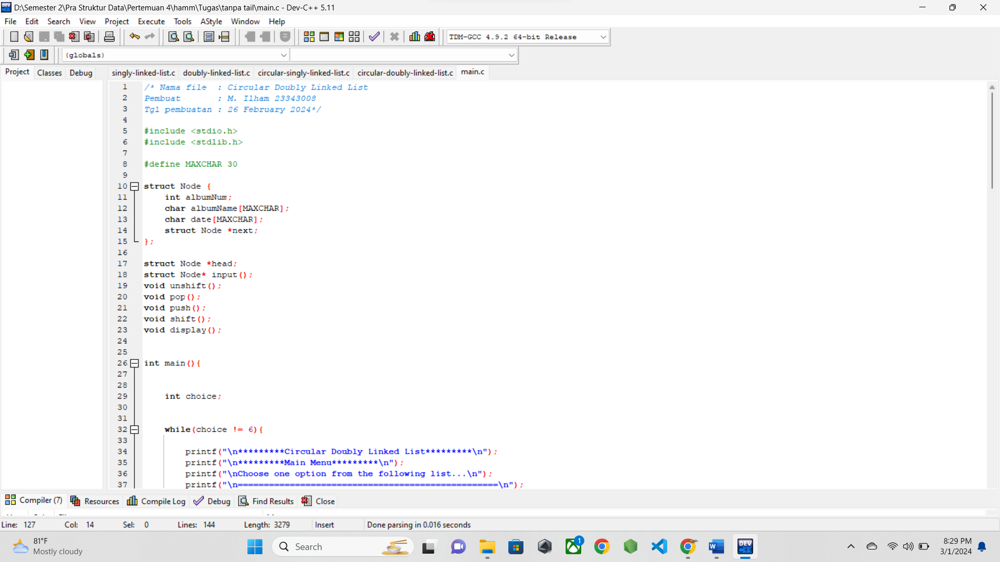 D:\Semester 2\Pra Struktur Data\Pertemuan 4\hamm\Tugas\tanpa tail\main.c - Dev-C++ 5.11
File Edit Search View Project Execute Tools AStyle Window Help
TDM-GCC 4.9.2 64-bit Release
(globals)
Project Classes Debug singly-linked-list.c doubly-linked-list.c circular-singly-linked-list.c circular-doubly-linked-list.c main.c
1 /* Nama file : Circular Doubly Linked List
2 Pembuat : M. Ilham 23343008
3 Tgl pembuatan : 26 February 2024*/
4
5 #include <stdio.h>
6 #include <stdlib.h>
7
8 #define MAXCHAR 30
9
10 struct Node {
11 int albumNum;
12 char albumName[MAXCHAR];
13 char date[MAXCHAR];
14 struct Node *next;
15 };
16
17 struct Node *head;
18 struct Node* input();
19 void unshift();
20 void pop();
21 void push();
22 void shift();
23 void display();
24
25
26 int main(){
27
28
29 int choice;
30
31
32 while(choice != 6){
33
34 printf("\n*********Circular Doubly Linked List*********\n");
35 printf("\n*********Main Menu*********\n");
36 printf("\nChoose one option from the following list...\n");
37 printf("\n==================================================\n");
Compiler (7) Resources Compile Log Debug Find Results Close
Line: 127 Col: 14 Sel: 0 Lines: 144 Length: 3279 Insert Done parsing in 0.016 seconds
81°F
Mostly cloudy
Search
1
DEV
C++
8:29 PM
3/1/2024